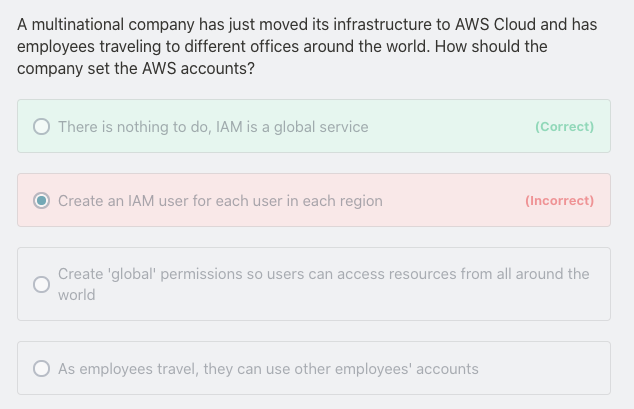 A multinational company has just moved its infrastructure to AWS Cloud and has
employees traveling to different offices around the world. How should the
company set the AWS accounts?
There is nothing to do, IAM is a global service (Correct)
Create an IAM user for each user in each region (Incorrect)
Create 'global' permissions so users can access resources from all around the
world
As employees travel, they can use other employees' accounts